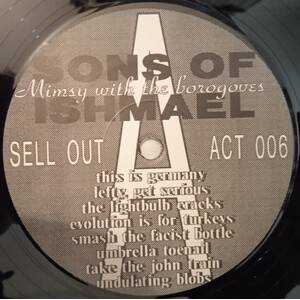 SONS OF
Mimsy with the borogoves
ISHMAEL
SELL OUT ACT 006
A
this is germany
lefty get serious
the lightbulb cracks
evolution is for turkeys
smash the facist bottle
umbrella toenail
take the john train
undulating blobs